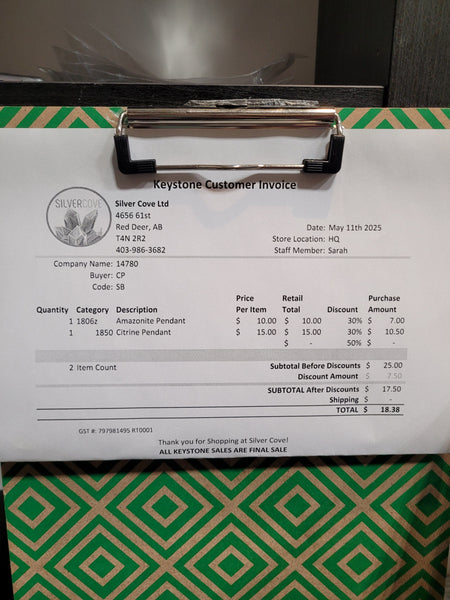 Keystone Customer Invoice
SILVERCOVE
Silver Cove Ltd
4656 61st
Red Deer, AB
T4N 2R2
403-986-3682
Date: May 11th 2025
Store Location: HQ
Staff Member: Sarah
Company Name: 14780
Buyer: CP
Code: SB
Quantity Category Description Price Per Item Retail Total Discount Purchase Amount
1 1806z Amazonite Pendant $ 10.00 $ 10.00 30% $ 7.00
1 1850 Citrine Pendant $ 15.00 $ 15.00 30% $ 10.50
$ - 50% $ -
2 Item Count
Subtotal Before Discounts $ 25.00
Discount Amount $ 7.50
SUBTOTAL After Discounts $ 17.50
Shipping $ -
TOTAL $ 18.38
GST #: 797981495 RT0001
Thank you for Shopping at Silver Cove!
ALL KEYSTONE SALES ARE FINAL SALE